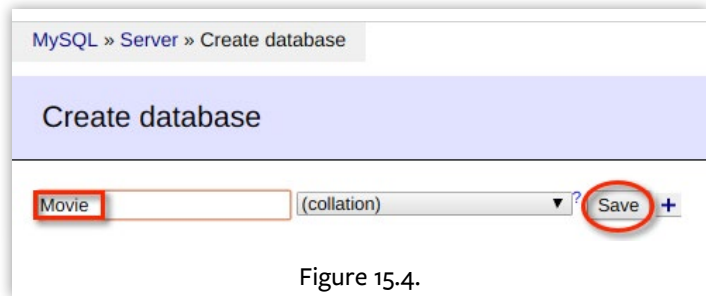 MySQL » Server » Create database
Create database
Movie (collation) ▼ ? Save +
Figure 15.4.